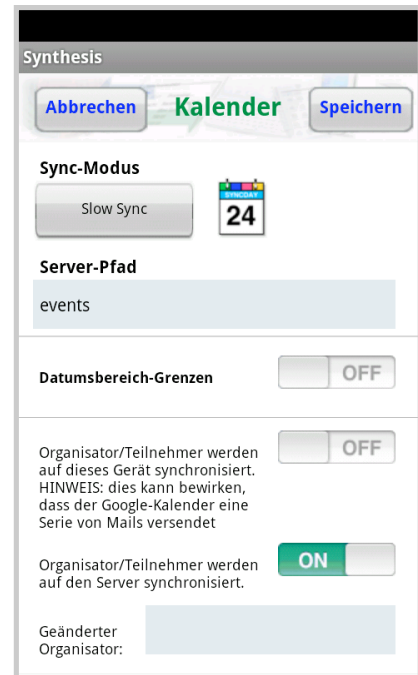 Synthesis
Abbrechen Kalender Speichern
Sync-Modus
Slow Sync
SYNCDAY
24
Server-Pfad
events
Datumsbereich-Grenzen OFF
Organisator/Teilnehmer werden OFF
auf dieses Gerät synchronisiert.
HINWEIS: dies kann bewirken,
dass der Google-Kalender eine
Serie von Mails versendet
Organisator/Teilnehmer werden ON
auf den Server synchronisiert.
Geänderter
Organisator: